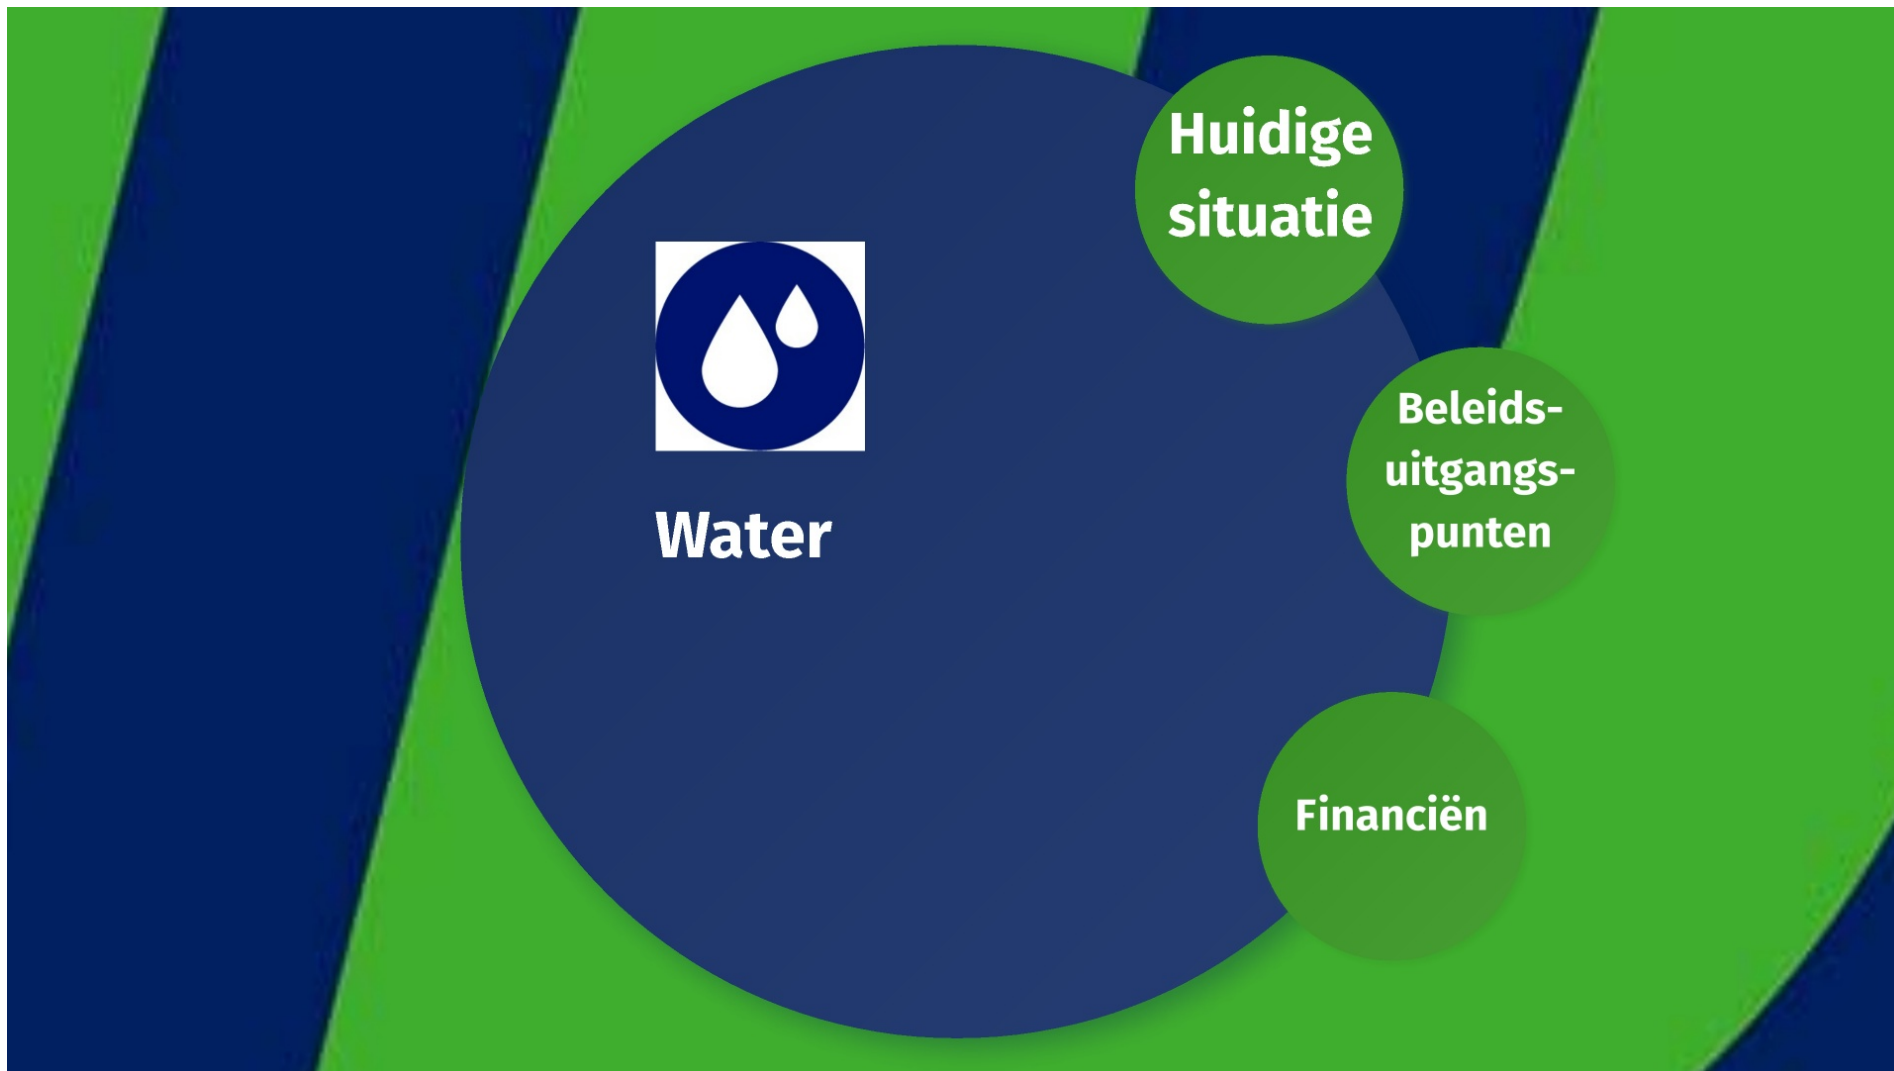 Huidige
situatie
Beleids-
uitgangs-
punten
Water
Financiën